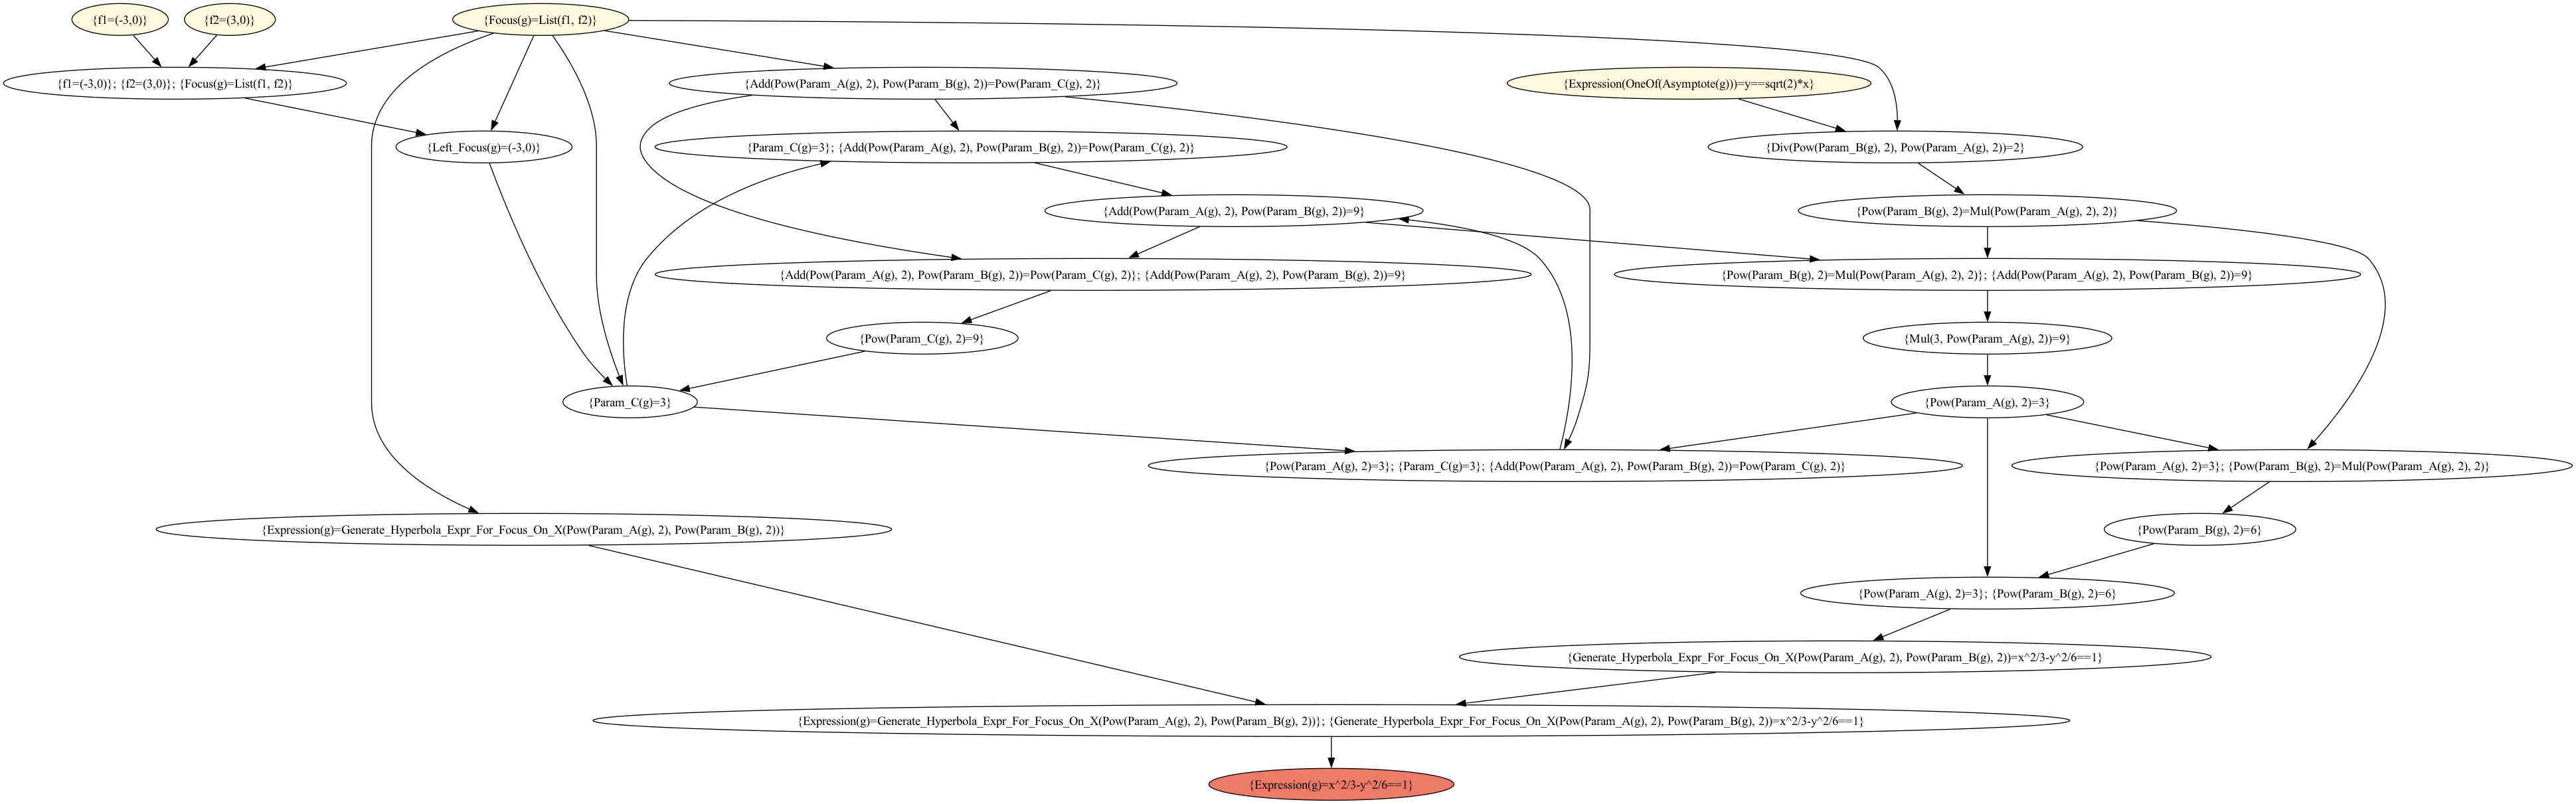 {f1=(-3,0)}
{f2=(3,0)}
{Focus(g)=List(f1, f2)}
{f1=(-3,0)}; {f2=(3,0)}; {Focus(g)=List(f1, f2)}
{Add(Pow(Param_A(g), 2), Pow(Param_B(g), 2))=Pow(Param_C(g), 2)}
{Expression(OneOf(Asymptote(g)))=y==sqrt(2)*x}
{Left_Focus(g)=(-3,0)}
{Param_C(g)=3}; {Add(Pow(Param_A(g), 2), Pow(Param_B(g), 2))=Pow(Param_C(g), 2)}
{Div(Pow(Param_B(g), 2), Pow(Param_A(g), 2))=2}
{Add(Pow(Param_A(g), 2), Pow(Param_B(g), 2))=9}
{Pow(Param_B(g), 2)=Mul(Pow(Param_A(g), 2), 2)}
{Add(Pow(Param_A(g), 2), Pow(Param_B(g), 2))=Pow(Param_C(g), 2)}; {Add(Pow(Param_A(g), 2), Pow(Param_B(g), 2))=9}
{Pow(Param_B(g), 2)=Mul(Pow(Param_A(g), 2), 2)}; {Add(Pow(Param_A(g), 2), Pow(Param_B(g), 2))=9}
{Pow(Param_C(g), 2)=9}
{Mul(3, Pow(Param_A(g), 2))=9}
{Param_C(g)=3}
{Pow(Param_A(g), 2)=3}
{Pow(Param_A(g), 2)=3}; {Param_C(g)=3}; {Add(Pow(Param_A(g), 2), Pow(Param_B(g), 2))=Pow(Param_C(g), 2)}
{Pow(Param_A(g), 2)=3}; {Pow(Param_B(g), 2)=Mul(Pow(Param_A(g), 2), 2)}
{Expression(g)=Generate_Hyperbola_Expr_For_Focus_On_X(Pow(Param_A(g), 2), Pow(Param_B(g), 2))}
{Pow(Param_B(g), 2)=6}
{Pow(Param_A(g), 2)=3}; {Pow(Param_B(g), 2)=6}
{Generate_Hyperbola_Expr_For_Focus_On_X(Pow(Param_A(g), 2), Pow(Param_B(g), 2))=x^2/3-y^2/6==1}
{Expression(g)=Generate_Hyperbola_Expr_For_Focus_On_X(Pow(Param_A(g), 2), Pow(Param_B(g), 2))}; {Generate_Hyperbola_Expr_For_Focus_On_X(Pow(Param_A(g), 2), Pow(Param_B(g), 2))=x^2/3-y^2/6==1}
{Expression(g)=x^2/3-y^2/6==1}